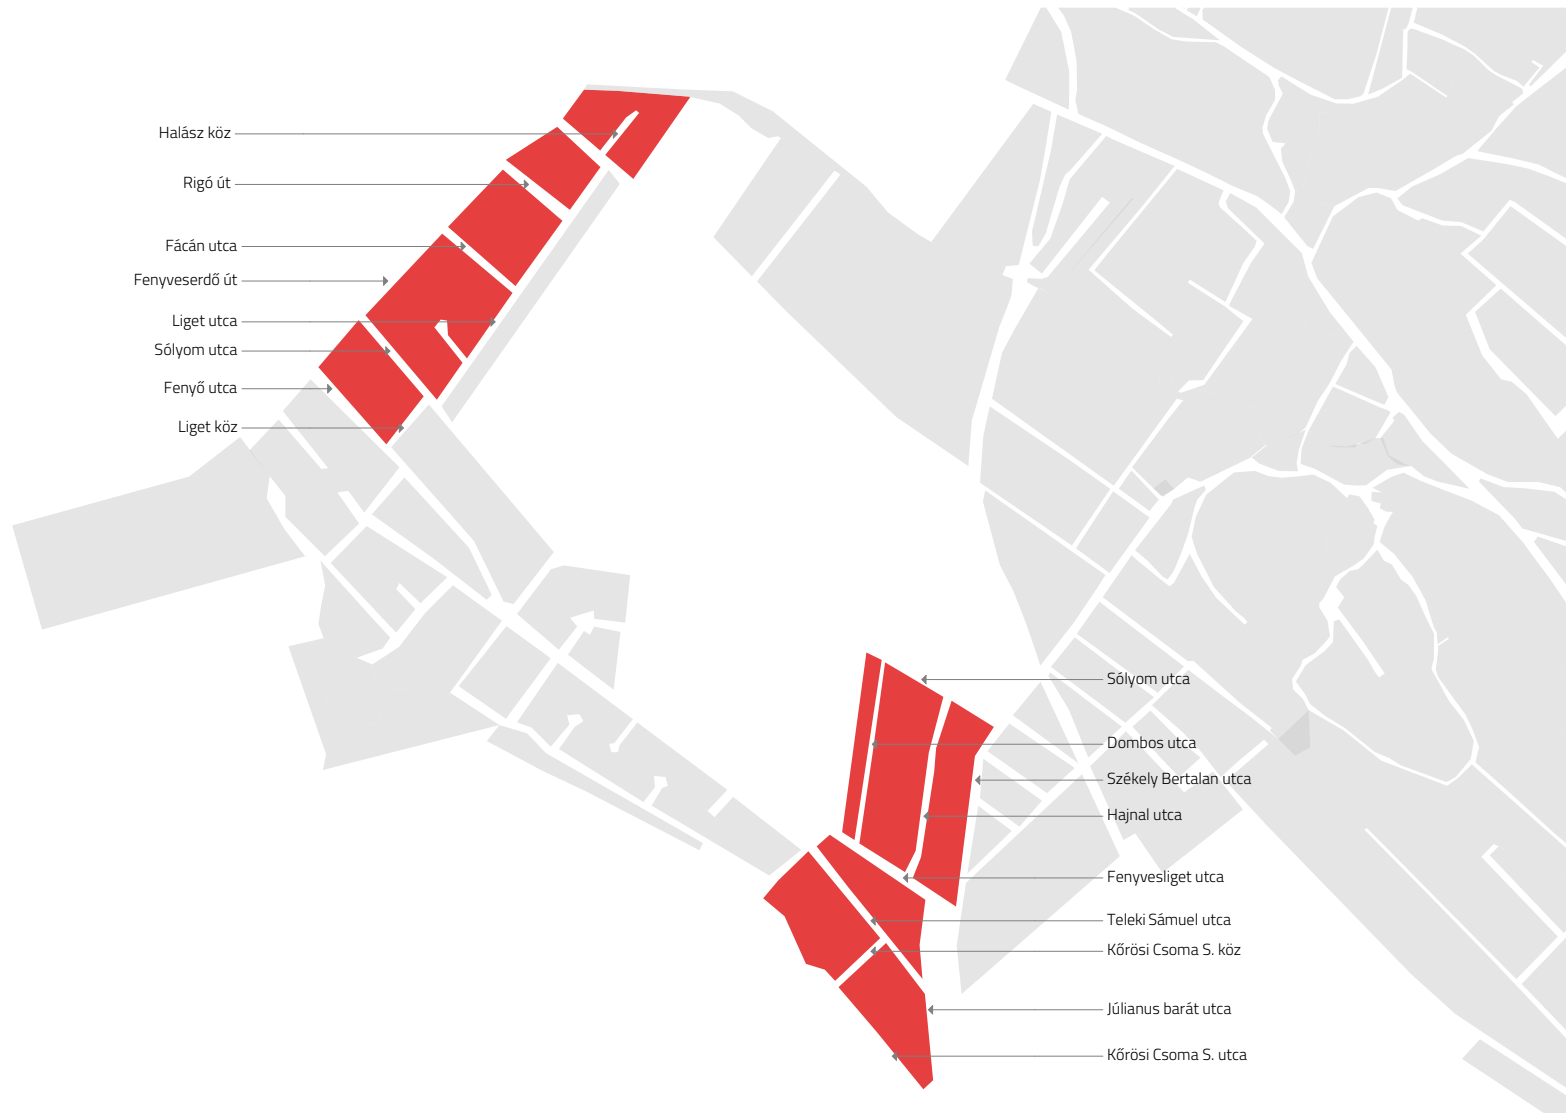 Halász köz
Rigó út
Fácán utca
Fenyveserdő út
Liget utca
Sólyom utca
Fenyő utca
Liget köz
Sólyom utca
Dombos utca
Székely Bertalan utca
Hajnal utca
Fenyvesliget utca
Teleki Sámuel utca
Kőrösi Csoma S. köz
Júlianus barát utca
Kőrösi Csoma S. utca